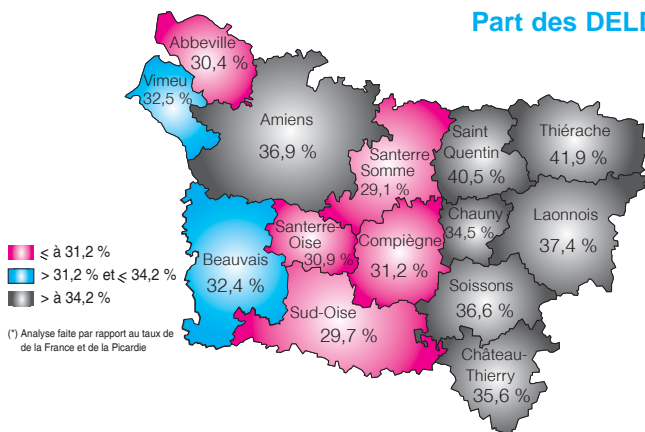 Part des DELD
Abbeville
30,4 %
Vimeu
32,5 %
Amiens
36,9 %
Santerre
Somme
29,1 %
Saint
Quentin
40,5 %
Thiérache
41,9 %
Chauny
34,5 %
Laonnois
37,4 %
Santerre-
Oise
30,9 %
Compiègne
31,2 %
Beauvais
32,4 %
Soissons
36,6 %
Sud-Oise
29,7 %
Château-
Thierry
35,6 %
⩽ à 31,2 %
> 31,2 % et ⩽ 34,2 %
> à 34,2 %
(*) Analyse faite par rapport au taux de
de la France et de la Picardie